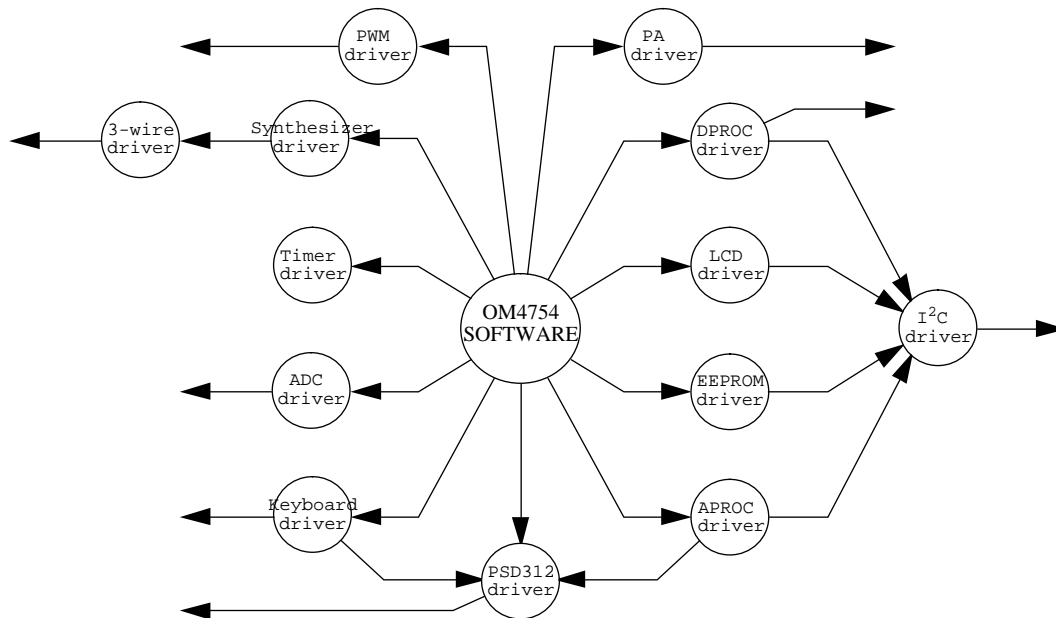 PWM
driver
PA
driver
3-wire
driver
Synthesizer
driver
DPROC
driver
Timer
driver
LCD
driver
OM4754
SOFTWARE
I²C
driver
ADC
driver
EEPROM
driver
Keyboard
driver
APROC
driver
PSD312
driver